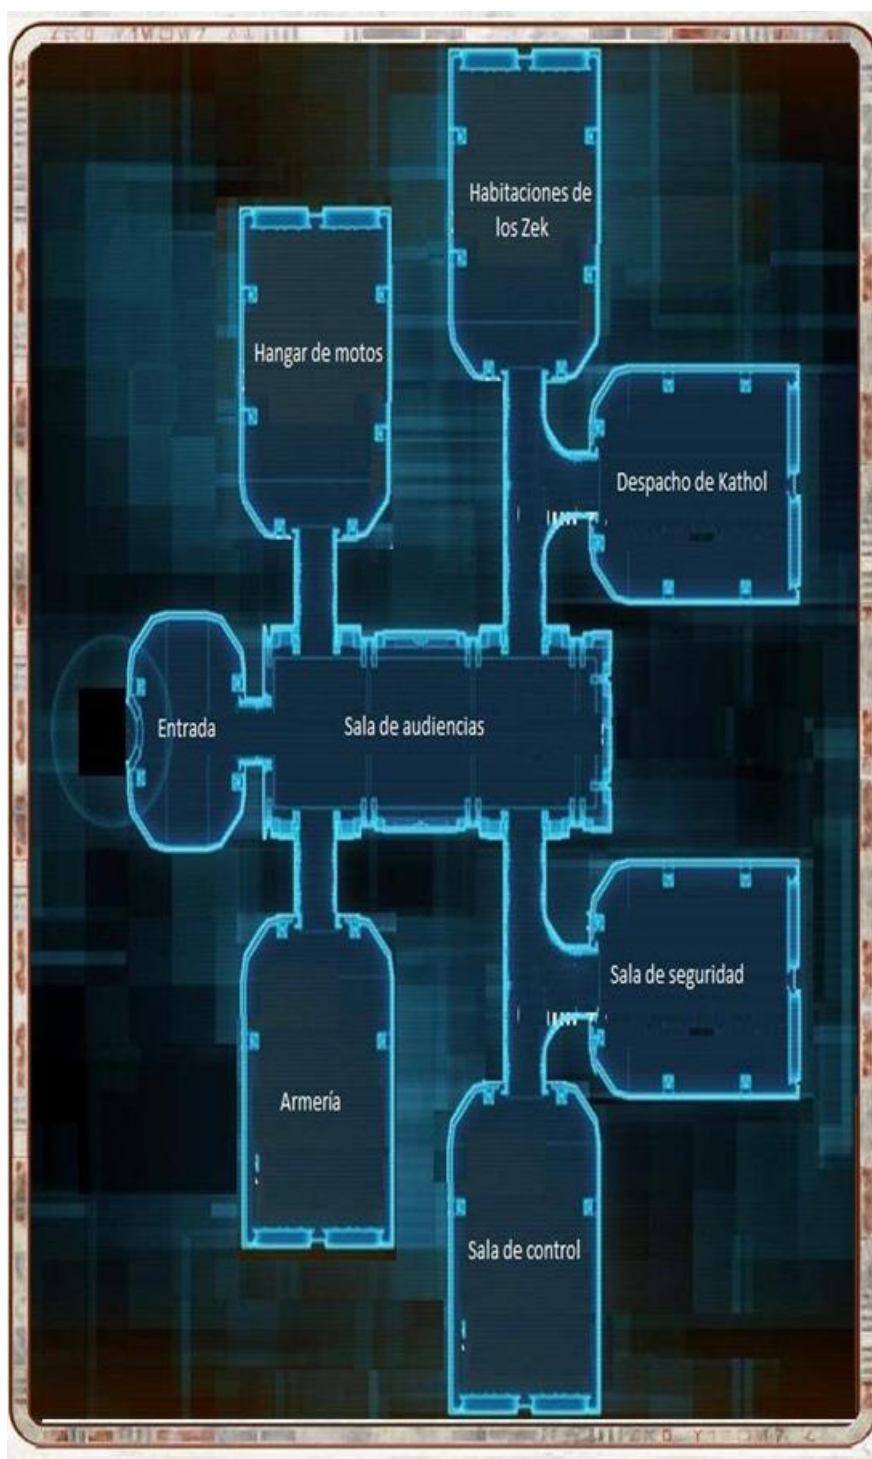 Habitaciones de
los Zek
Hangar de motos
Despacho de Kathol
Entrada
Sala de audiencias
Sala de seguridad
Armería
Sala de control